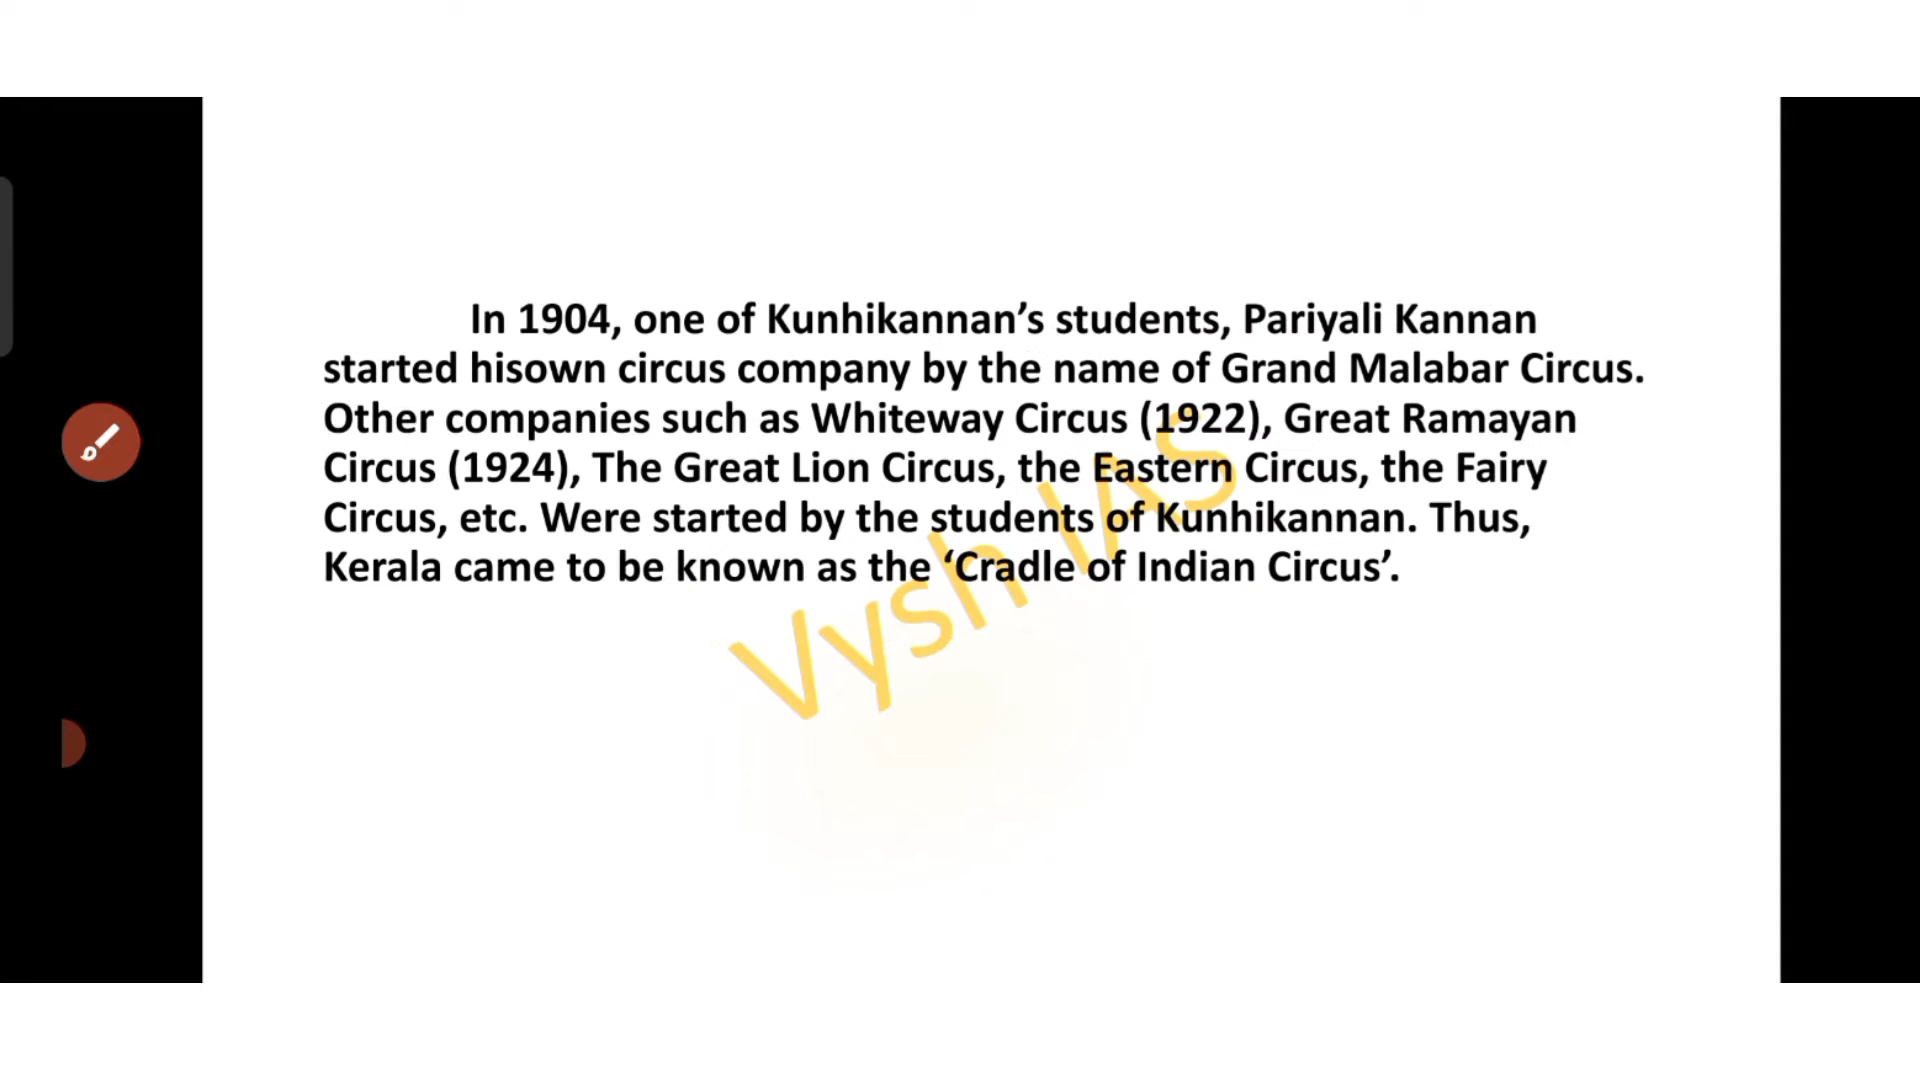 In 1904, one of Kunhikannan’s students, Pariyali Kannan
started hisown circus company by the name of Grand Malabar Circus.
Other companies such as Whiteway Circus (1922), Great Ramayan
Circus (1924), The Great Lion Circus, the Eastern Circus, the Fairy
Circus, etc. Were started by the students of Kunhikannan. Thus,
Kerala came to be known as the ‘Cradle of Indian Circus’.
Vysh IAS